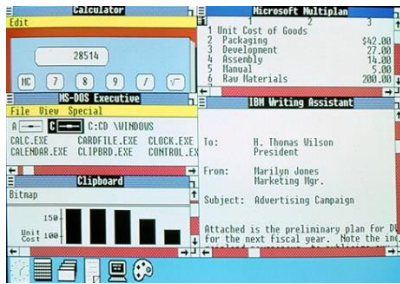 Calculator
Edit
28514
MC 7 8 9 / √
MS-DOS Executive
File View Special
A C C:CD \WINDOWS
CALC.EXE CARDFILE.EXE CLOCK.EXE
CALENDAR.EXE CLIPBRD.EXE CONTROL.EX
Clipboard
Bitmap
150
Unit
Cost 100
Microsoft Multiplan
1 2 3
1 Unit Cost of Goods
2 Packaging $42.00
3 Development 27.00
4 Assembly 14.00
5 Manual 5.00
6 Raw Materials 200.00
IBM Writing Assistant
To: H. Thomas Wilson
President
From: Marilyn Jones
Marketing Mgr.
Subject: Advertising Campaign
Attached is the preliminary plan for
for the next fiscal year. Note the